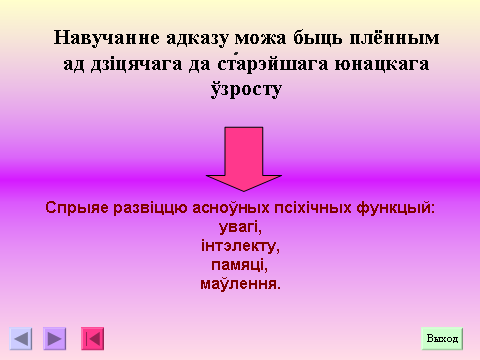 Навучанне адказу можа быць плённым
ад дзіцячага да ста́рэйшага юнацкага
ўзросту
Спрыяе развіццю асноўных псіхічных функцый:
увагі,
інтэлекту,
памяці,
маўлення.
Выход